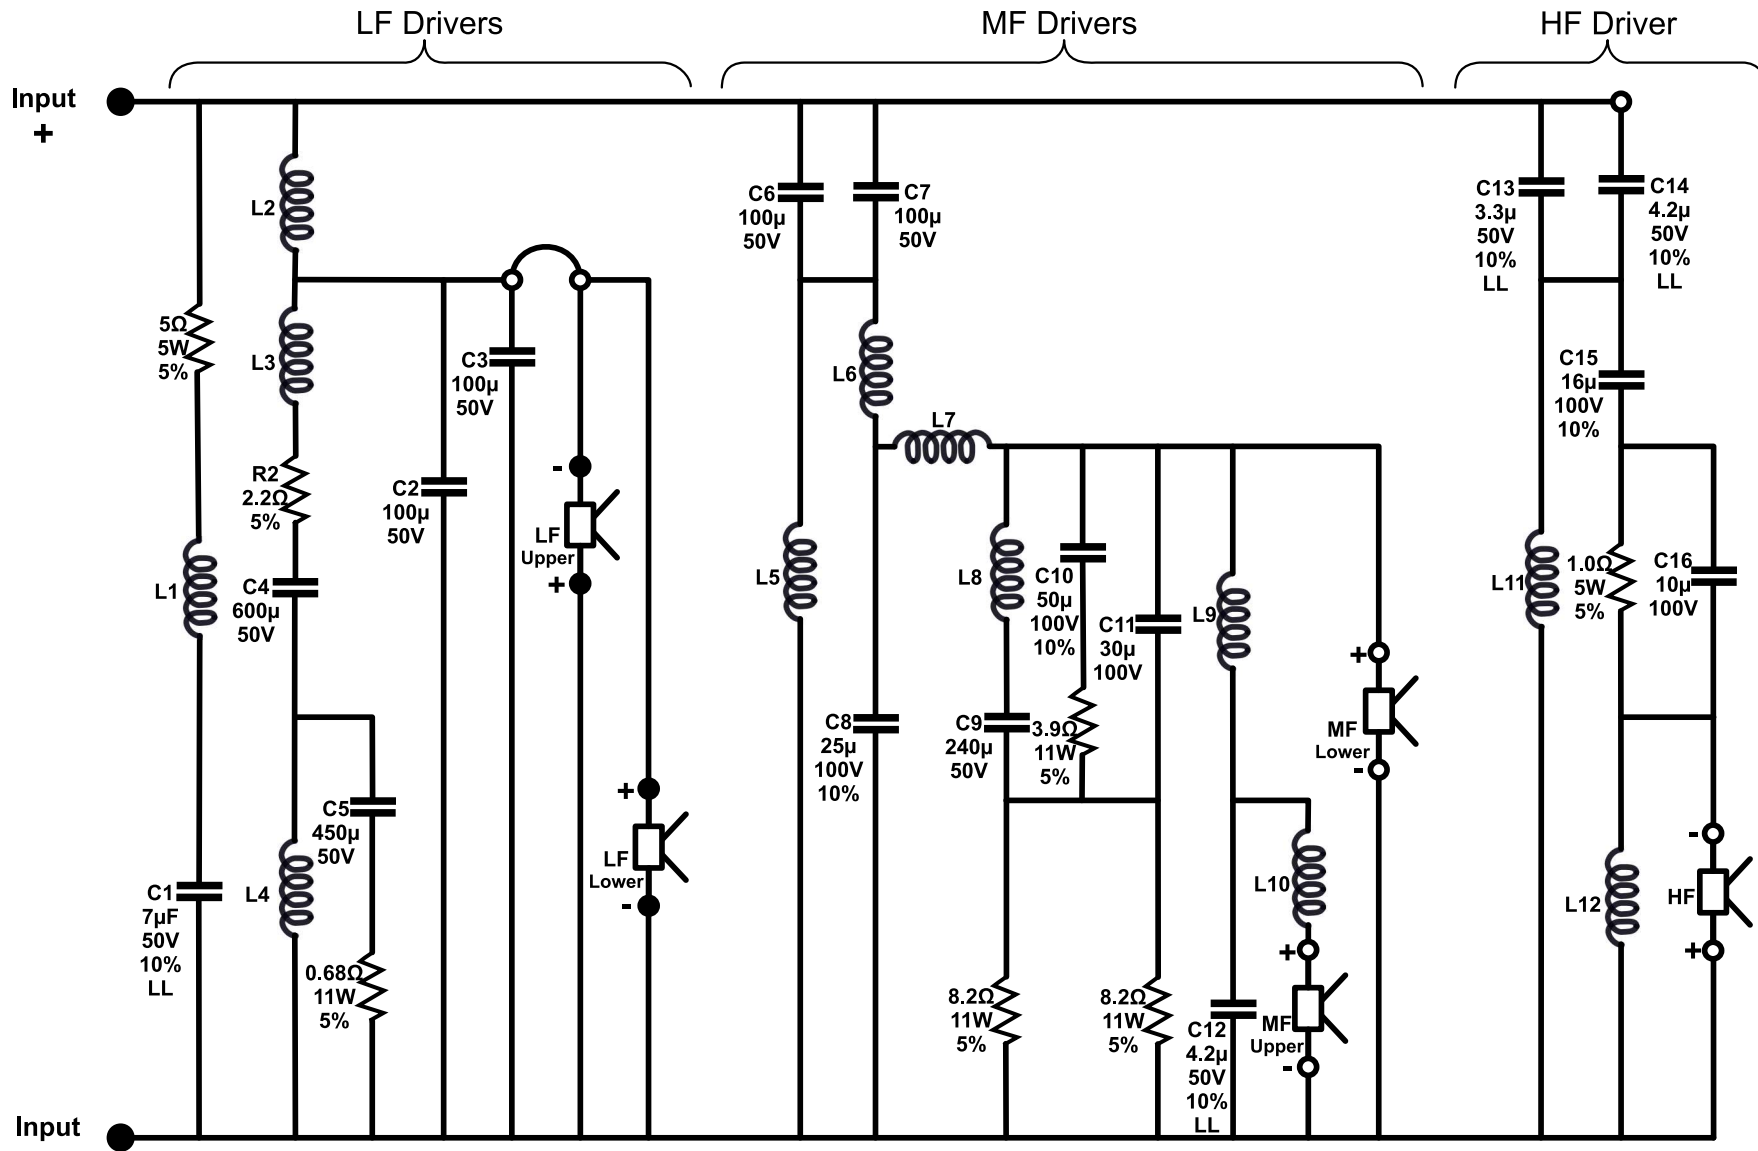 LF Drivers
MF Drivers
HF Driver
Input
+
L2
5Ω
5W
5%
L3
R2
2.2Ω
5%
C4
600µ
50V
L1
C5
450µ
50V
L4
C1
7µF
50V
10%
LL
0.68Ω
11W
5%
C3
100µ
50V
C2
100µ
50V
-
LF
Upper
+
+
LF
Lower
-
C6
100µ
50V
C7
100µ
50V
L6
L7
L5
C8
25µ
100V
10%
L8
C9
240µ
50V
C10
50µ
100V
10%
3.9Ω
11W
5%
C11
30µ
100V
8.2Ω
11W
5%
8.2Ω
11W
5%
L9
C12
4.2µ
50V
10%
LL
L10
+
MF
Upper
-
+
MF
Lower
-
C13
3.3µ
50V
10%
LL
C14
4.2µ
50V
10%
LL
C15
16µ
100V
10%
L11
1.0Ω
5W
5%
C16
10µ
100V
L12
-
HF
+
Input